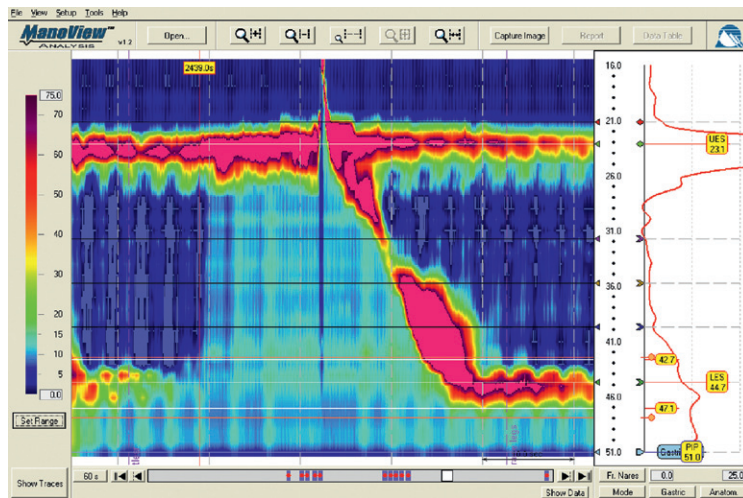 File View Setup Tools Help
ManoView™
ANALYSIS v1.2
Open...
Capture Image
Report
Data Table
2439.0s
75.0
70
60
50
40
30
20
15
10
5
0.0
Set Range
Show Traces
16.0
21.0
26.0
31.0
36.0
41.0
46.0
51.0
UES
23.1
42.7
LES
44.7
47.1
Gastri
PIP
51.0
60 s
Show Data
Fr. Nares
0.0
25.0
Mode
Gastric
Anatom.